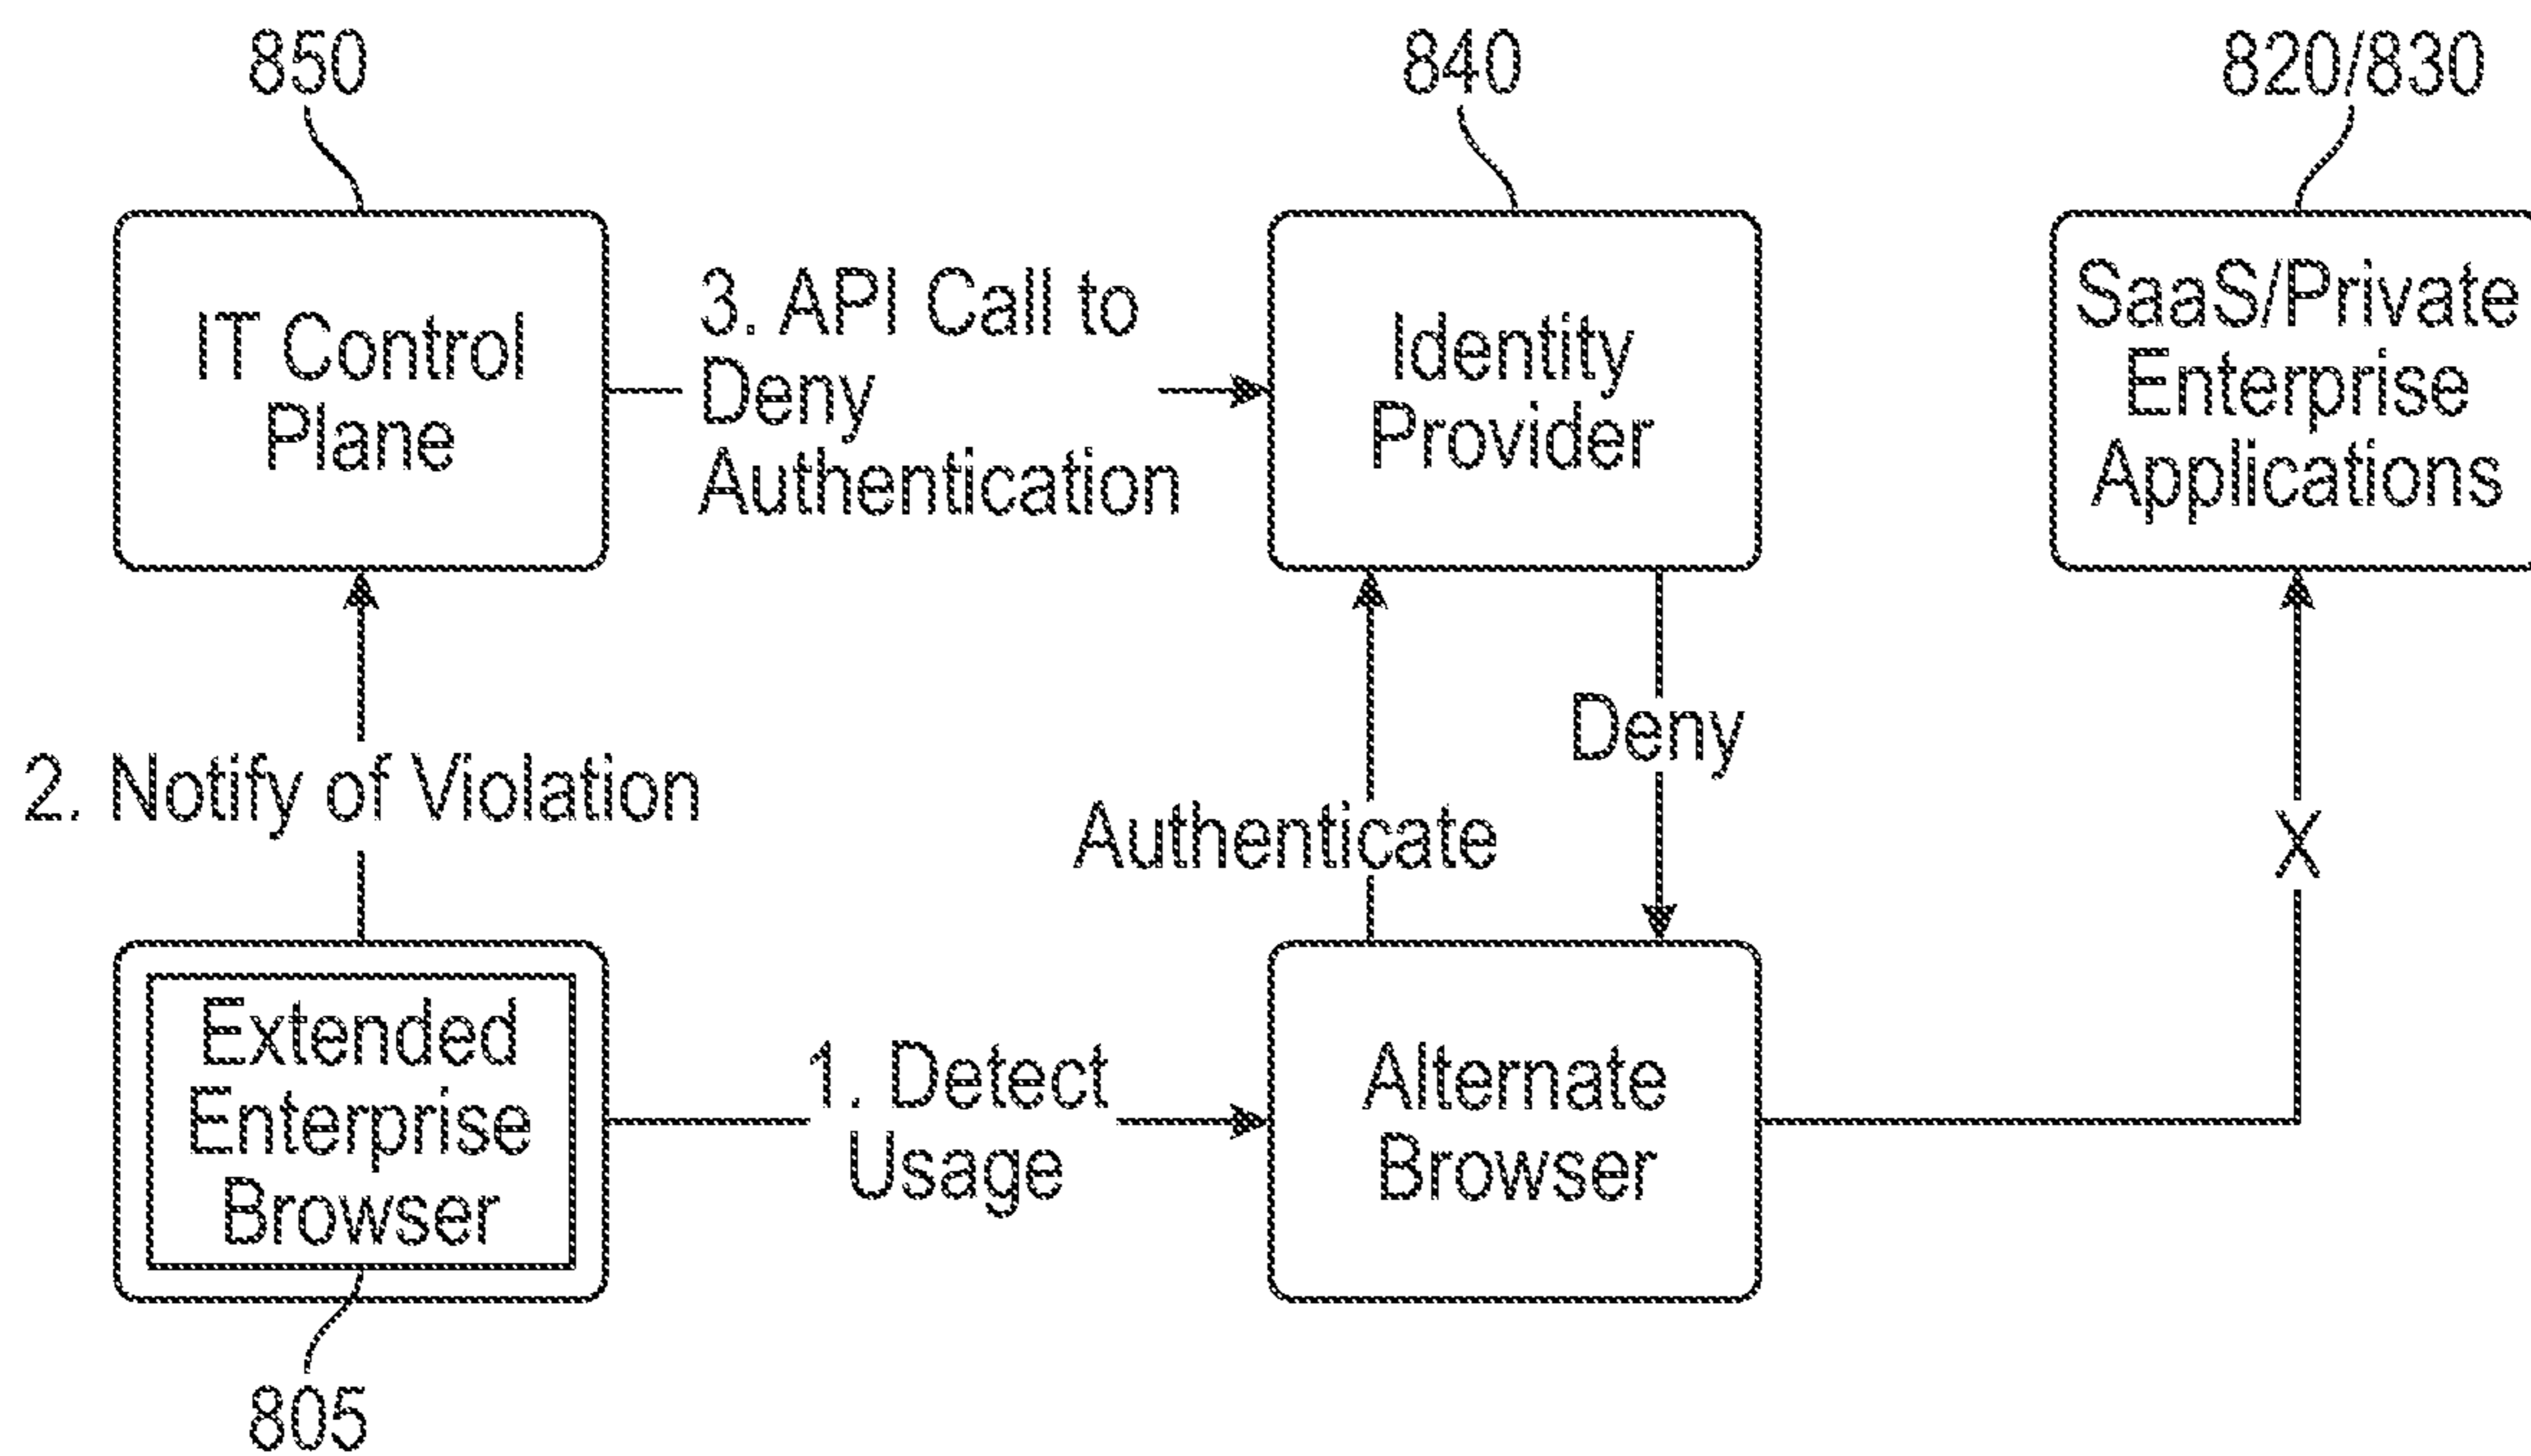 850
840
820/830
IT Control
Plane
3. API Call to
Deny
Authentication
Identity
Provider
SaaS/Private
Enterprise
Applications
2. Notify of Violation
Authenticate
Deny
X
Extended
Enterprise
Browser
1. Detect
Usage
Alternate
Browser
805